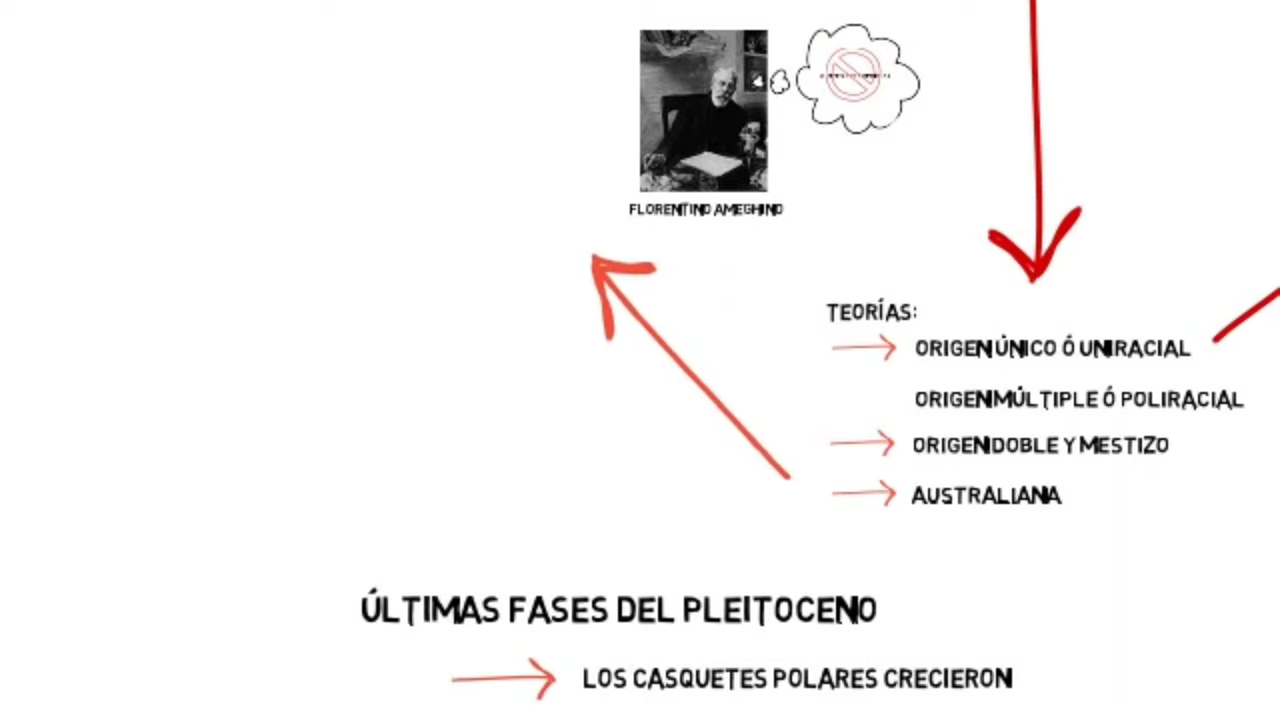 FLORENTINO AMEGHINO
TEORÍAS:
ORIGEN ÚNICO Ó UNIRACIAL
ORIGEN MÚLTIPLE Ó POLIRACIAL
ORIGEN DOBLE Y MESTIZO
AUSTRALIANA
ÚLTIMAS FASES DEL PLEITOCENO
LOS CASQUETES POLARES CRECIERON